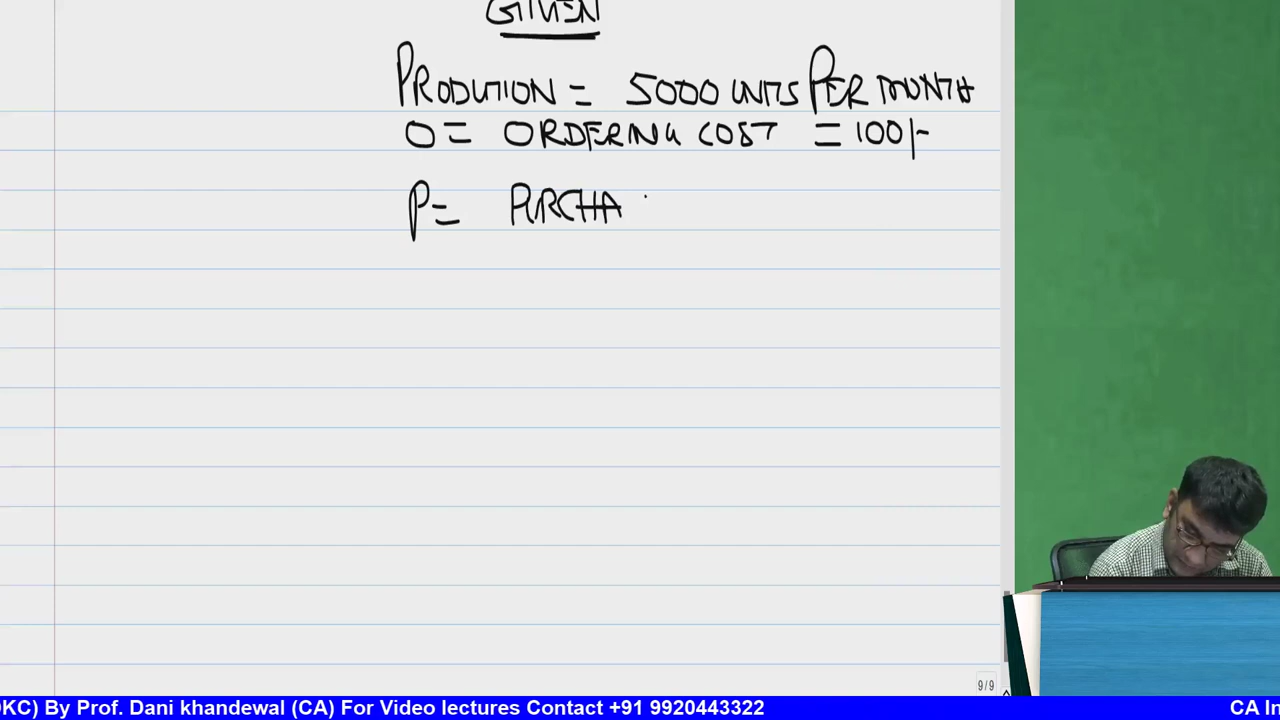 GIVEN
PRODUTION = 5000 UNITS PER MONTH
O = ORDERING COST = 100/-
P = PURCHA
9/9
KC) By Prof. Dani khandewal (CA) For Video lectures Contact +91 9920443322
CA In